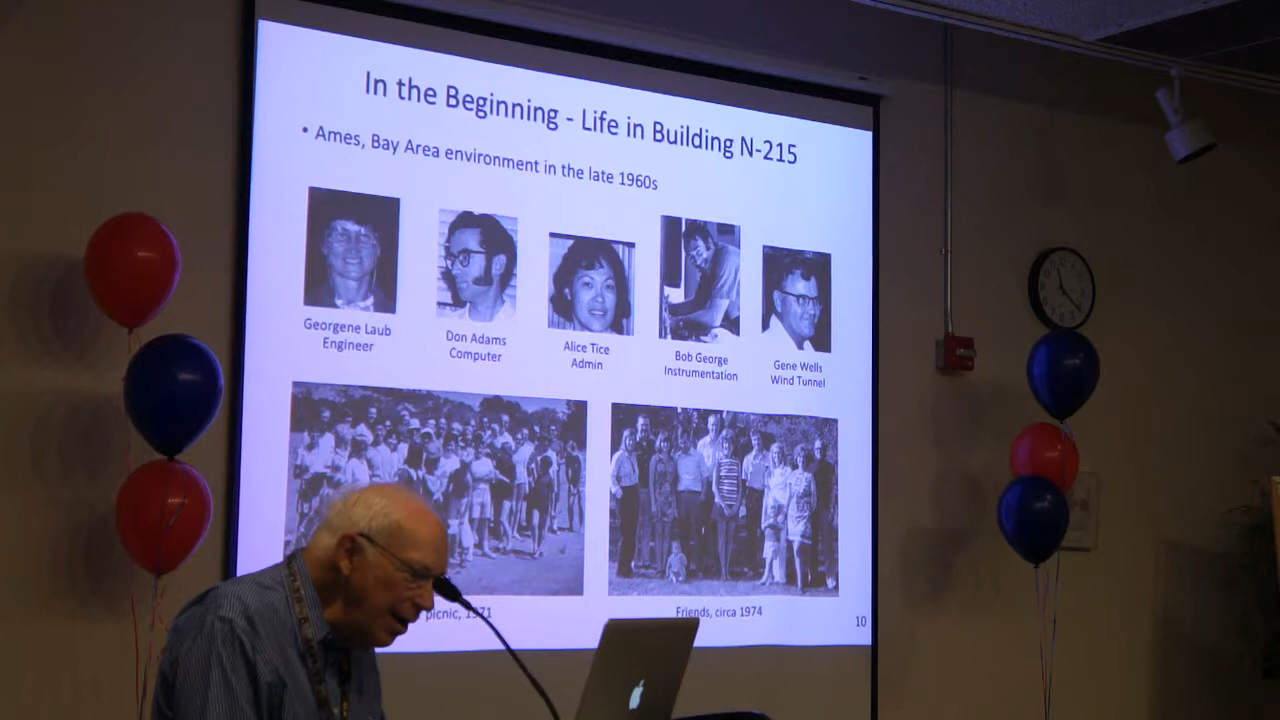 In the Beginning - Life in Building N-215
• Ames, Bay Area environment in the late 1960s
Georgene Laub
Engineer
Don Adams
Computer
Alice Tice
Admin
Bob George
Instrumentation
Gene Wells
Wind Tunnel
picnic, 1971
Friends, circa 1974
10